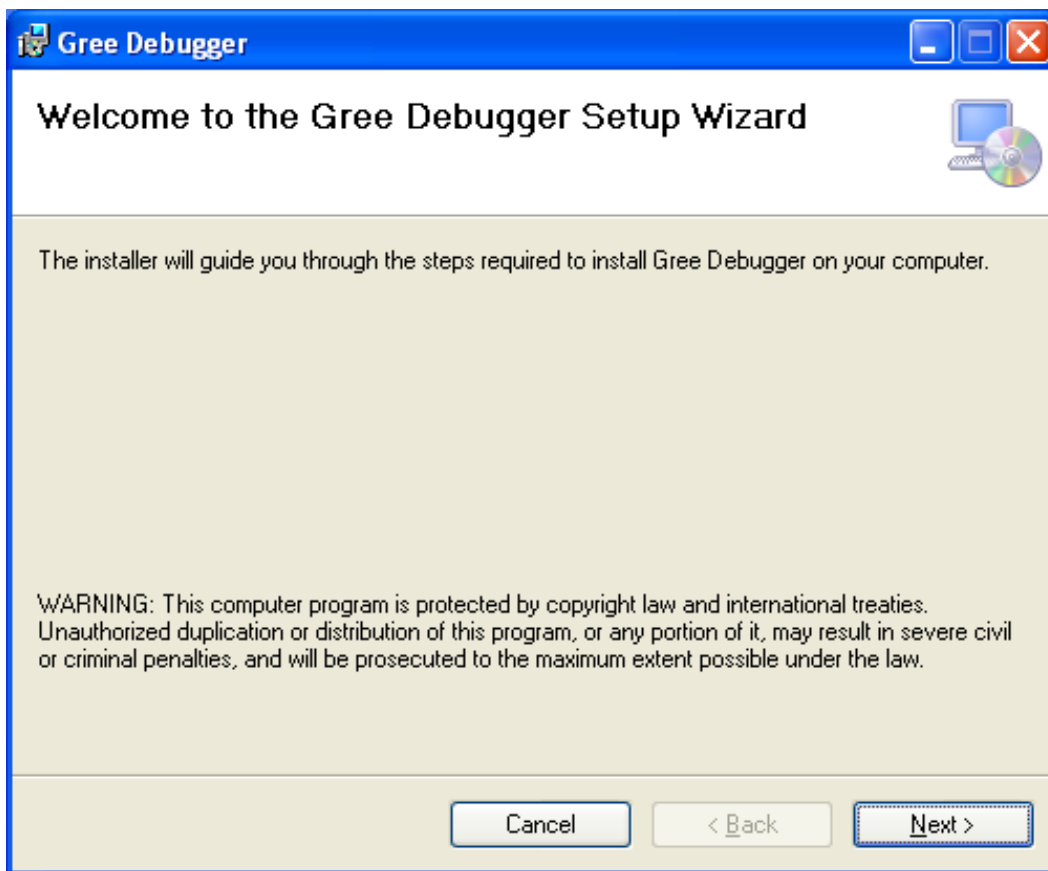 Gree Debugger
Welcome to the Gree Debugger Setup Wizard
The installer will guide you through the steps required to install Gree Debugger on your computer.
WARNING: This computer program is protected by copyright law and international treaties.
Unauthorized duplication or distribution of this program, or any portion of it, may result in severe civil
or criminal penalties, and will be prosecuted to the maximum extent possible under the law.
Cancel
< Back
Next >